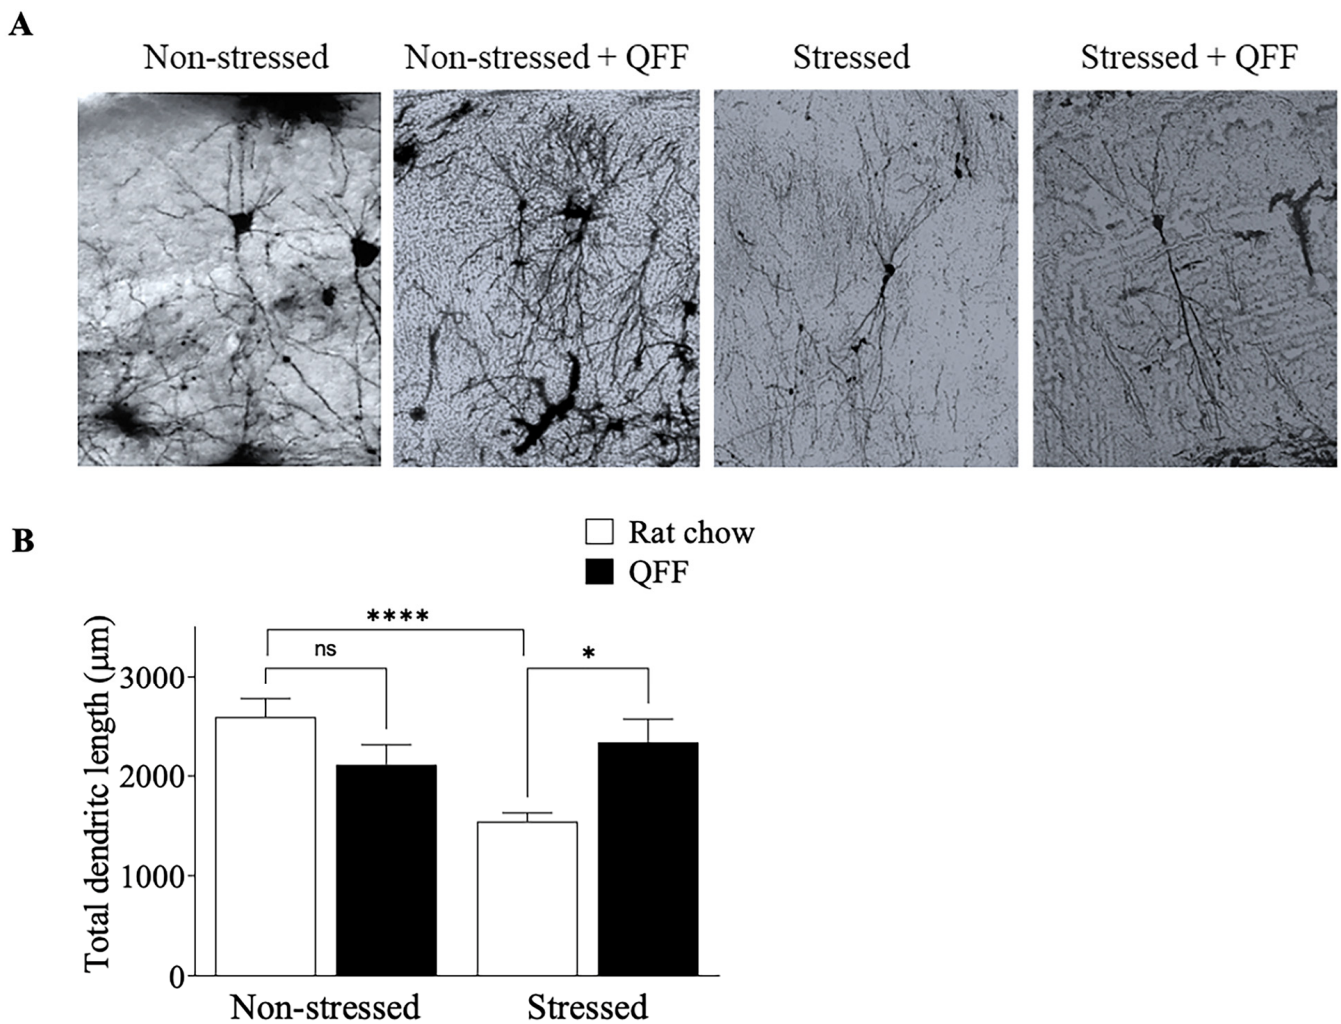 A
Non-stressed
Non-stressed + QFF
Stressed
Stressed + QFF
B
Rat chow
QFF
****
ns
*
Total dendritc length (µm)
3000
2000
1000
0
Non-stressed
Stressed